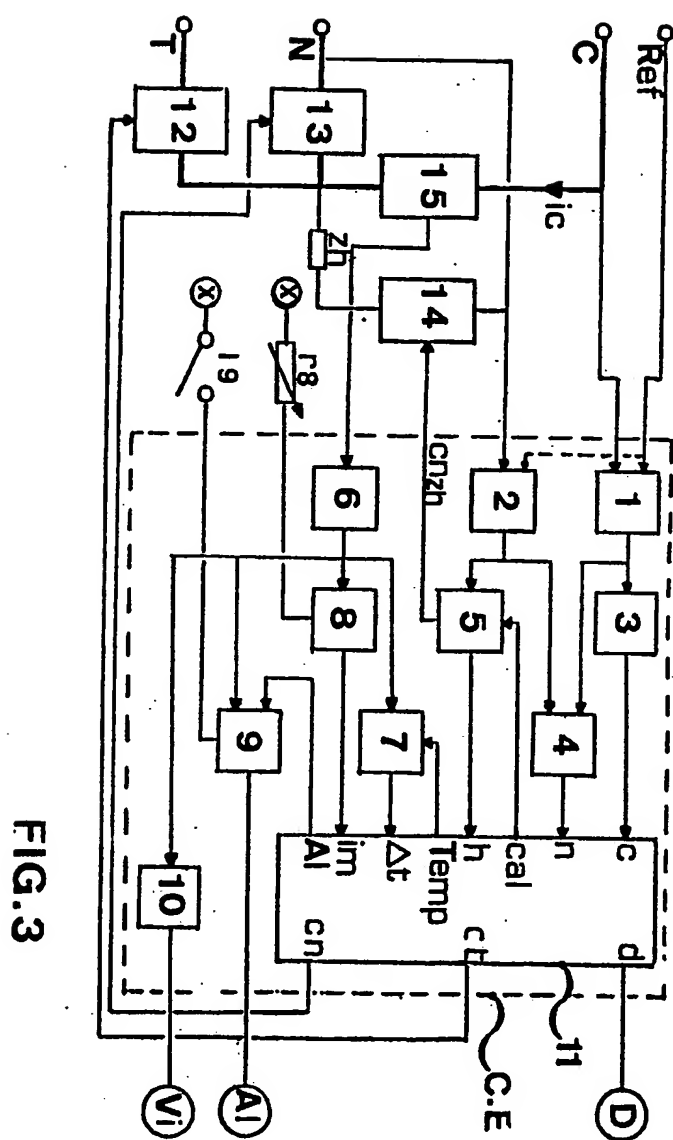 Ref
1
3
c
d
D
C
4
n
11
ic
2
cal
C.E
5
h
ct
15
14
cnzh
Temp
7
Δt
zh
6
8
im
N
13
r8
X
Al
cn
9
Al
l9
X
T
12
10
Vi
FIG.3